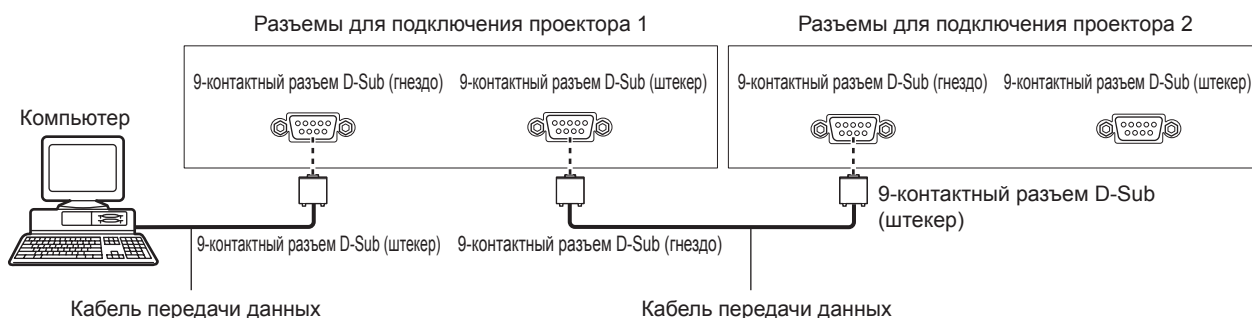 Разъемы для подключения проектора 1
Разъемы для подключения проектора 2
9-контактный разъем D-Sub (гнездо)
9-контактный разъем D-Sub (штекер)
9-контактный разъем D-Sub (гнездо)
9-контактный разъем D-Sub (штекер)
Компьютер
9-контактный разъем D-Sub
(штекер)
9-контактный разъем D-Sub (штекер)
9-контактный разъем D-Sub (гнездо)
Кабель передачи данных
Кабель передачи данных